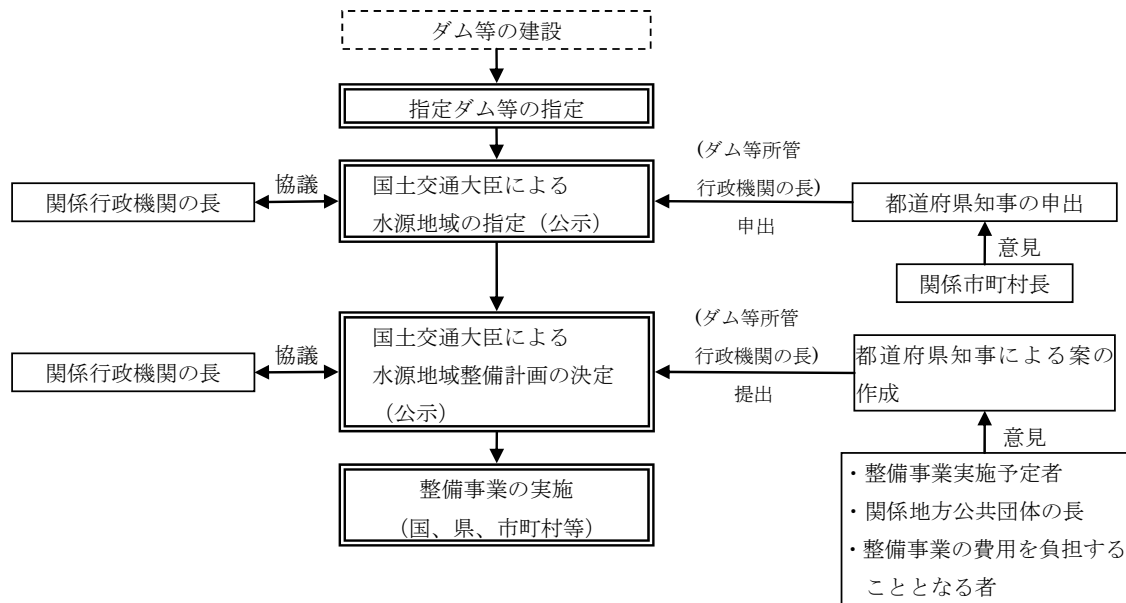 ダム等の建設
指定ダム等の指定
(ダム等所管
行政機関の長)
申出
関係行政機関の長
協議
国土交通大臣による
水源地域の指定（公示）
都道府県知事の申出
意見
関係市町村長
(ダム等所管
行政機関の長)
提出
関係行政機関の長
協議
国土交通大臣による
水源地域整備計画の決定
（公示）
都道府県知事による案の
作成
意見
整備事業の実施
（国、県、市町村等）
・整備事業実施予定者
・関係地方公共団体の長
・整備事業の費用を負担する
こととなる者